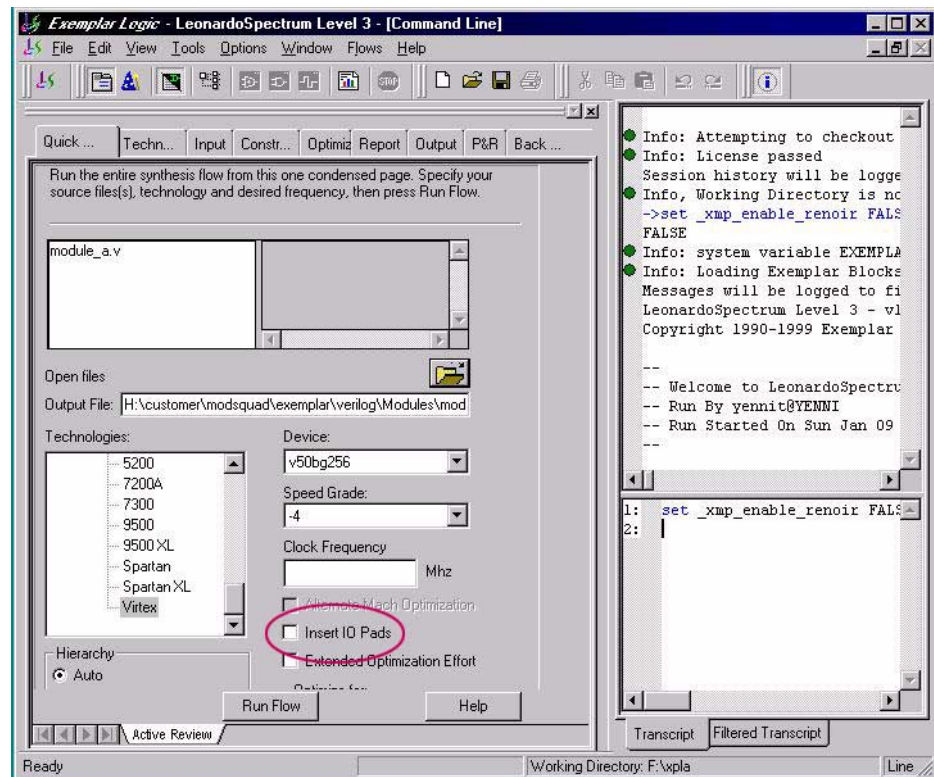 Exemplar Logic - LeonardoSpectrum Level 3 - [Command Line]
File Edit View Tools Options Window Flows Help
STOP
Quick ... Techn... Input Constr... Optimiz Report Output P&R Back ...
Run the entire synthesis flow from this one condensed page. Specify your
source files(s), technology and desired frequency, then press Run Flow.
module_a.v
Open files
Output File: H:\customer\modsquad\exemplar\verilog\Modules\mod
Technologies:
5200
7200A
7300
9500
9500 XL
Spartan
Spartan XL
Virtex
Device:
v50bg256
Speed Grade:
-4
Clock Frequency
Mhz
Alternate Mach Optimization
Insert IO Pads
Extended Optimization Effort
Optimize for:
Hierarchy
Auto
Run Flow Help
Active Review
Info: Attempting to checkout
Info: License passed
Session history will be logge
Info, Working Directory is no
->set _xmp_enable_renoir FALS
FALSE
Info: system variable EXEMPLA
Info: Loading Exemplar Blocks
Messages will be logged to fi
LeonardoSpectrum Level 3 - v1
Copyright 1990-1999 Exemplar
--
-- Welcome to LeonardoSpectru
-- Run By yennit@YENNI
-- Run Started On Sun Jan 09
--
1: set _xmp_enable_renoir FALS
2:
Transcript Filtered Transcript
Ready Working Directory: F:\xpla Line